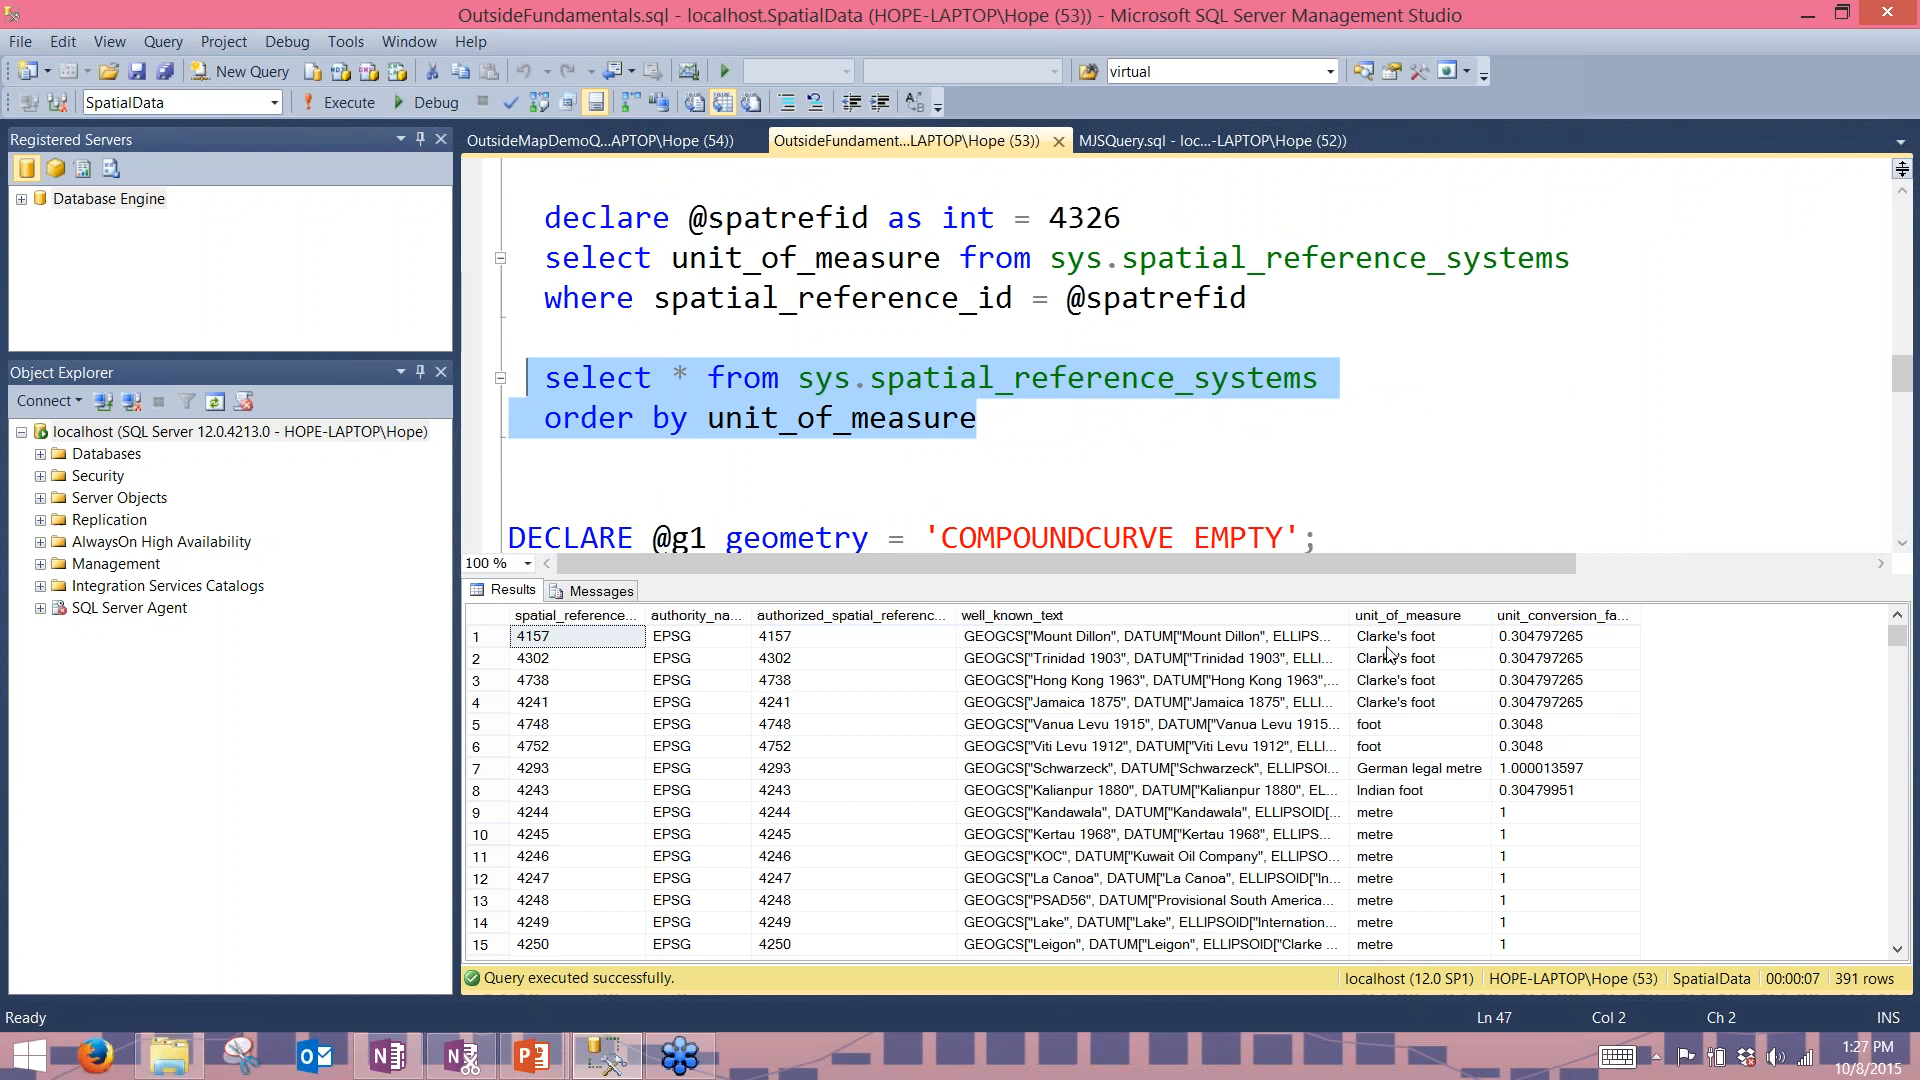 OutsideFundamentals.sql - localhost.SpatialData (HOPE-LAPTOP\Hope (53)) - Microsoft SQL Server Management Studio
File Edit View Query Project Debug Tools Window Help
New Query virtual
SpatialData Execute Debug
Registered Servers
Database Engine
Object Explorer
Connect
localhost (SQL Server 12.0.4213.0 - HOPE-LAPTOP\Hope)
Databases
Security
Server Objects
Replication
AlwaysOn High Availability
Management
Integration Services Catalogs
SQL Server Agent
OutsideMapDemoQ...APTOP\Hope (54)) OutsideFundament...LAPTOP\Hope (53)) MJSQuery.sql - loc...-LAPTOP\Hope (52))
declare @spatrefid as int = 4326
select unit_of_measure from sys.spatial_reference_systems
where spatial_reference_id = @spatrefid
select * from sys.spatial_reference_systems
order by unit_of_measure
DECLARE @g1 geometry = 'COMPOUNDCURVE EMPTY';
100 %
Results Messages
spatial_reference... authority_na... authorized_spatial_referenc... well_known_text unit_of_measure unit_conversion_fa...
1 4157 EPSG 4157 GEOGCS["Mount Dillon", DATUM["Mount Dillon", ELLIPS... Clarke's foot 0.304797265
2 4302 EPSG 4302 GEOGCS["Trinidad 1903", DATUM["Trinidad 1903", ELLI... Clarke's foot 0.304797265
3 4738 EPSG 4738 GEOGCS["Hong Kong 1963", DATUM["Hong Kong 1963",... Clarke's foot 0.304797265
4 4241 EPSG 4241 GEOGCS["Jamaica 1875", DATUM["Jamaica 1875", ELLI... Clarke's foot 0.304797265
5 4748 EPSG 4748 GEOGCS["Vanua Levu 1915", DATUM["Vanua Levu 1915... foot 0.3048
6 4752 EPSG 4752 GEOGCS["Viti Levu 1912", DATUM["Viti Levu 1912", ELLI... foot 0.3048
7 4293 EPSG 4293 GEOGCS["Schwarzeck", DATUM["Schwarzeck", ELLIPSOI... German legal metre 1.000013597
8 4243 EPSG 4243 GEOGCS["Kalianpur 1880", DATUM["Kalianpur 1880", EL... Indian foot 0.30479951
9 4244 EPSG 4244 GEOGCS["Kandawala", DATUM["Kandawala", ELLIPSOID[... metre 1
10 4245 EPSG 4245 GEOGCS["Kertau 1968", DATUM["Kertau 1968", ELLIPS... metre 1
11 4246 EPSG 4246 GEOGCS["KOC", DATUM["Kuwait Oil Company", ELLIPSO... metre 1
12 4247 EPSG 4247 GEOGCS["La Canoa", DATUM["La Canoa", ELLIPSOID["In... metre 1
13 4248 EPSG 4248 GEOGCS["PSAD56", DATUM["Provisional South America... metre 1
14 4249 EPSG 4249 GEOGCS["Lake", DATUM["Lake", ELLIPSOID["Internation... metre 1
15 4250 EPSG 4250 GEOGCS["Leigon", DATUM["Leigon", ELLIPSOID["Clarke ... metre 1
Query executed successfully. localhost (12.0 SP1) HOPE-LAPTOP\Hope (53) SpatialData 00:00:07 391 rows
Ready Ln 47 Col 2 Ch 2 INS
1:27 PM
10/8/2015